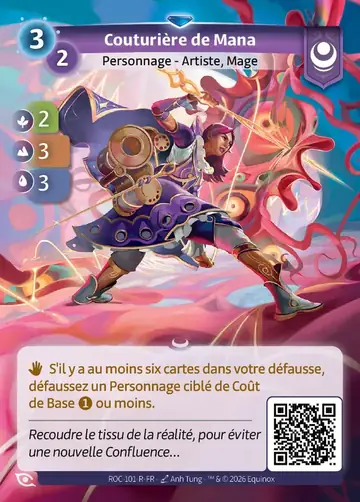 3
Couturière de Mana
2
Personnage - Artiste, Mage
2
3
3
S'il y a au moins six cartes dans votre défausse,
défaussez un Personnage ciblé de Coût
de Base 1 ou moins.
Recoudre le tissu de la réalité, pour éviter
une nouvelle Confluence...
ROC-101-R-FR - Anh Tung - ™ & © 2026 Equinox